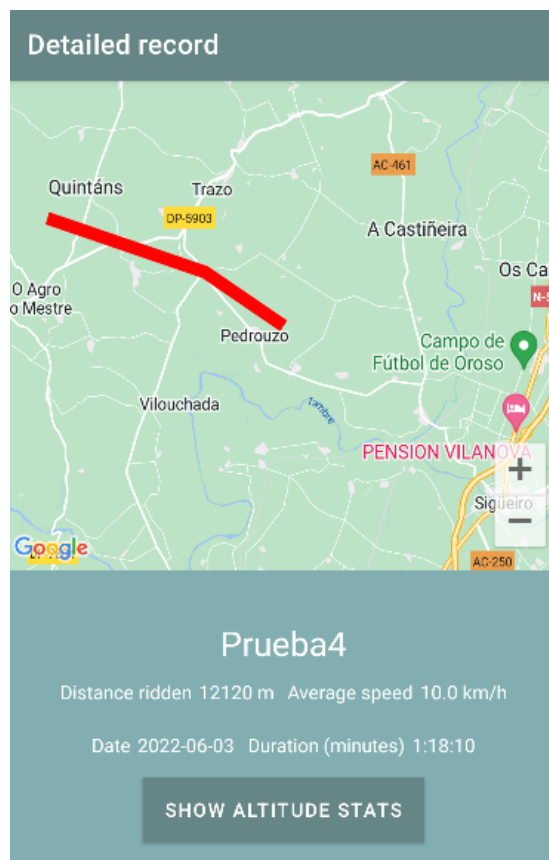 Detailed record
AC-461
Quintáns
Trazo
DP-5903
A Castiñeira
Os Ca
O Agro
o Mestre
N-5
Pedrouzo
Campo de
Fútbol de Oroso
Vilouchada
Tambre
PENSION VILANOVA
+
Sigüeiro
−
Google
AC-250
Prueba4
Distance ridden 12120 m Average speed 10.0 km/h
Date 2022-06-03 Duration (minutes) 1:18:10
SHOW ALTITUDE STATS